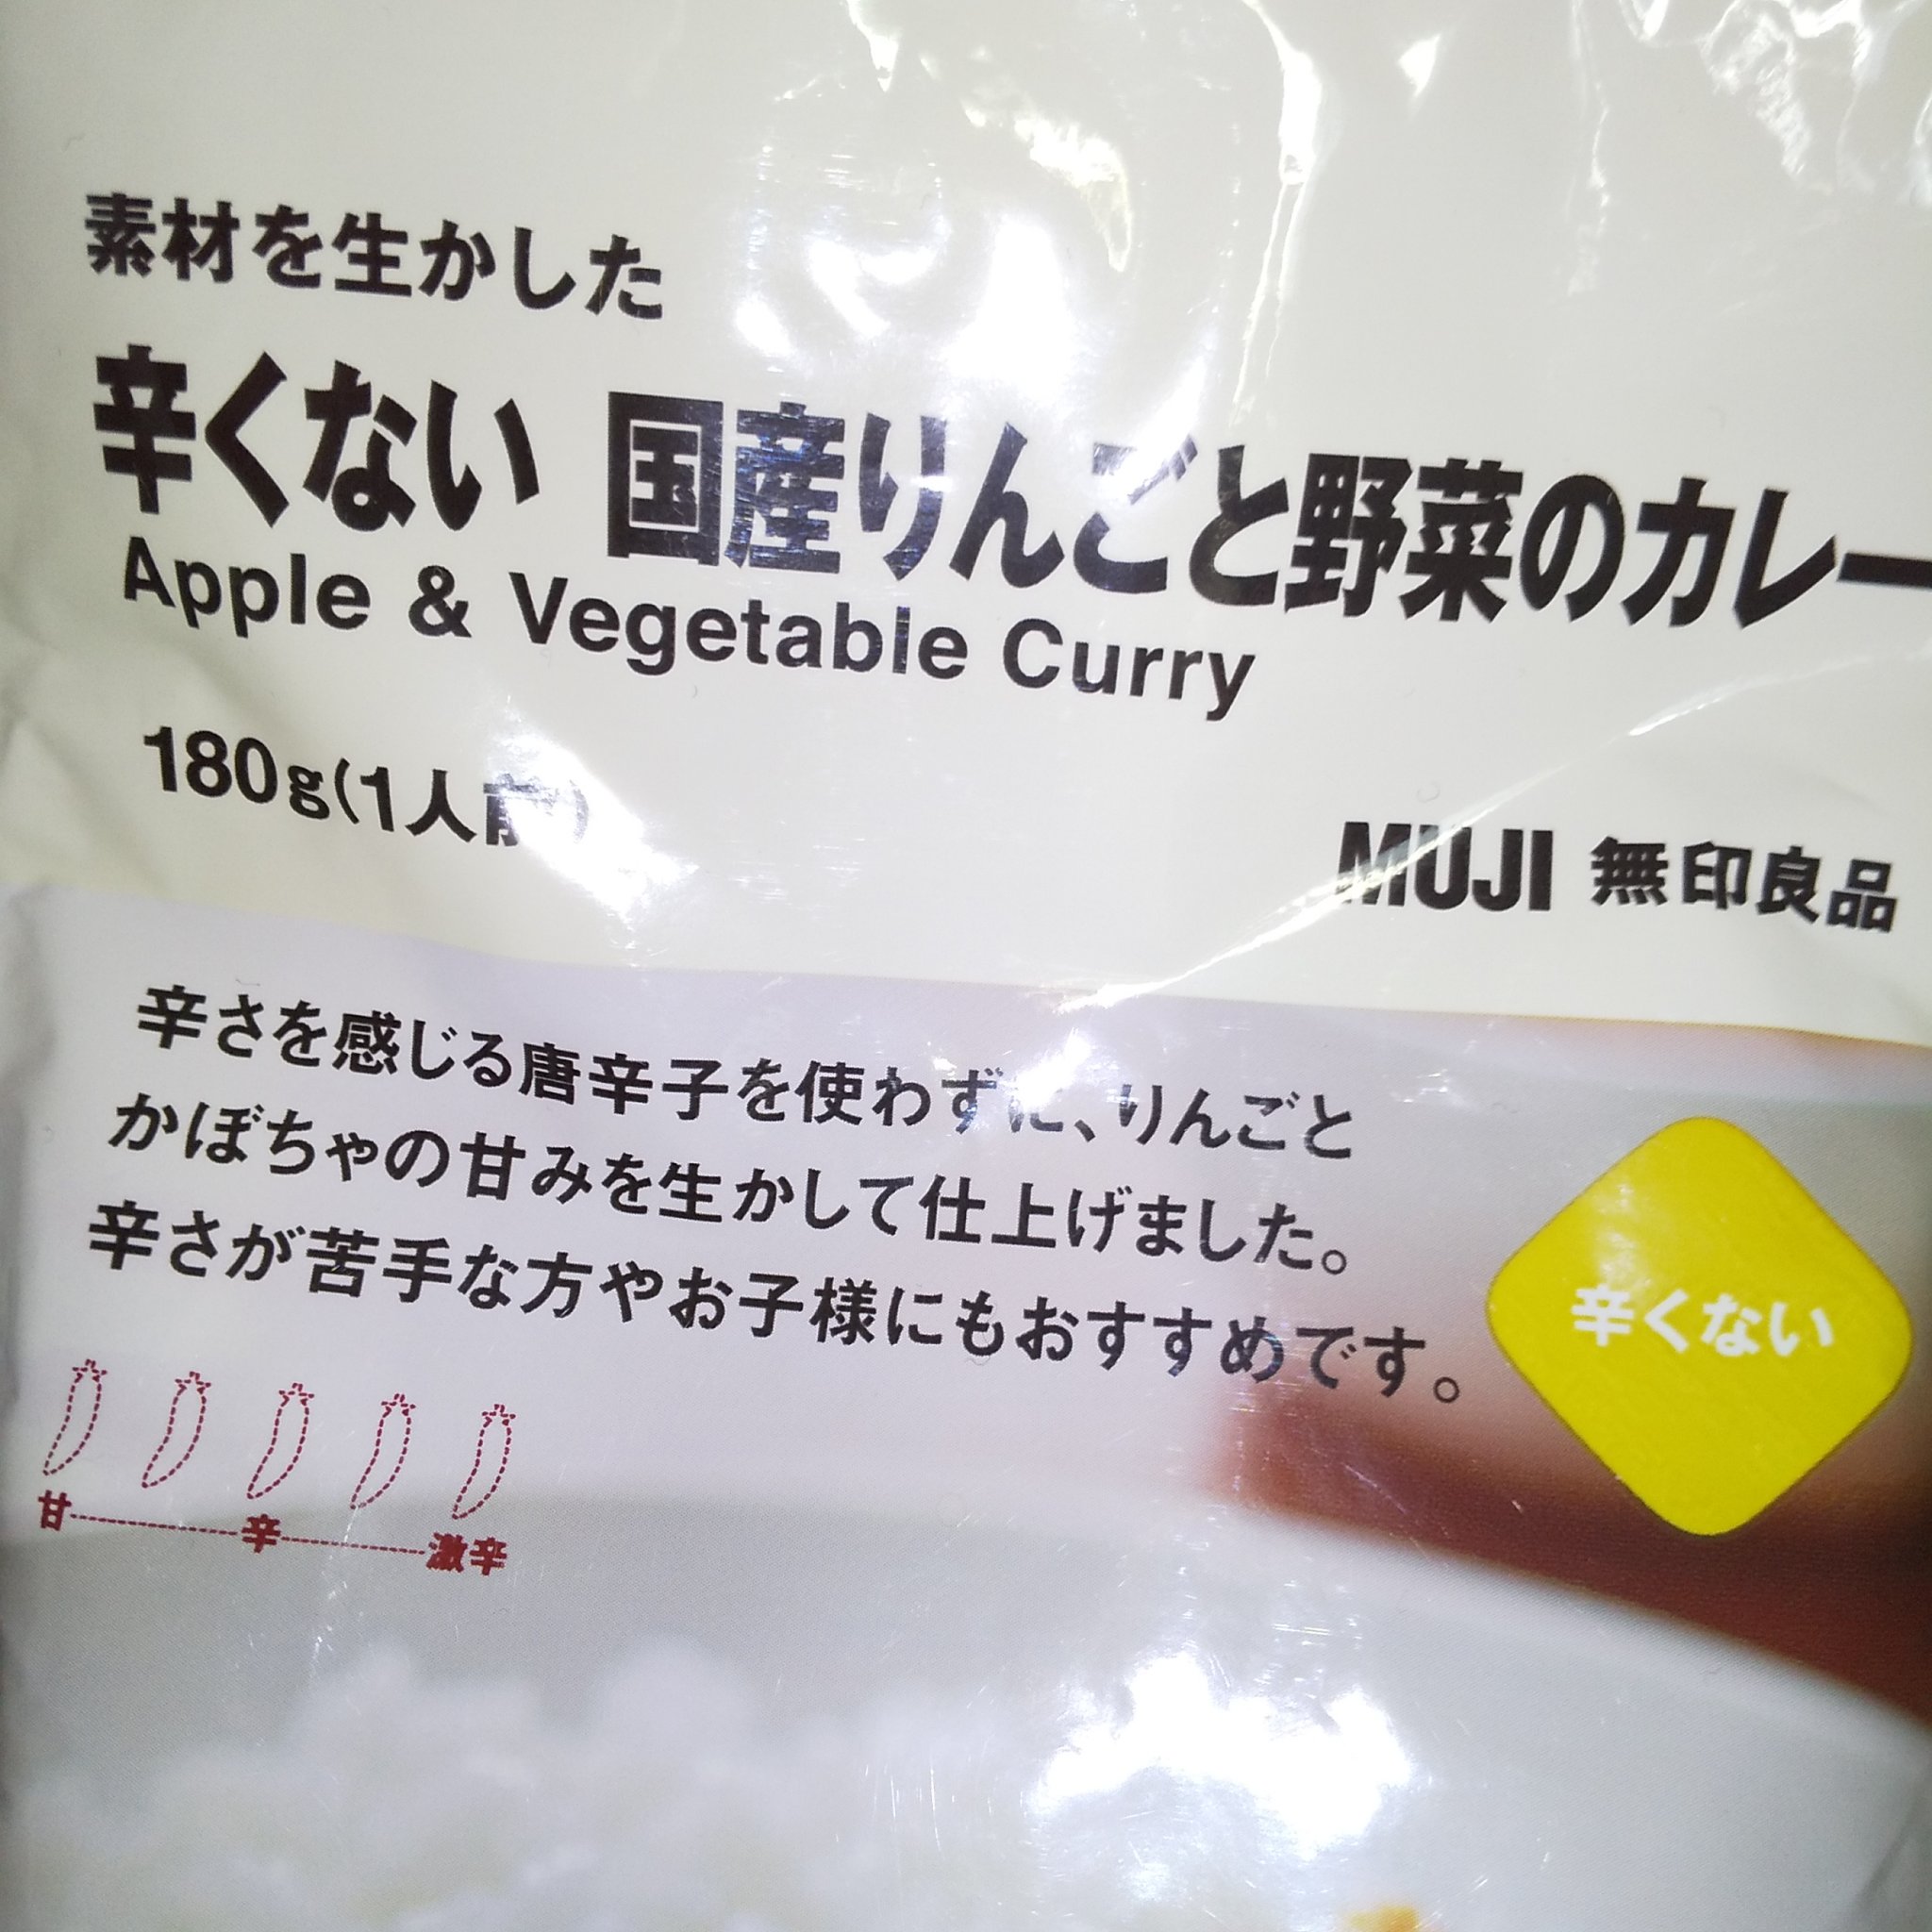 素材を生かした
辛くない 国産りんごと野菜のカレー
Apple & Vegetable Curry
180g(1人前)
MUJI 無印良品
辛さを感じる唐辛子を使わずに、りんごと
かぼちゃの甘みを生かして仕上げました。
辛さが苦手な方やお子様にもおすすめです。
辛くない
甘 辛 激辛